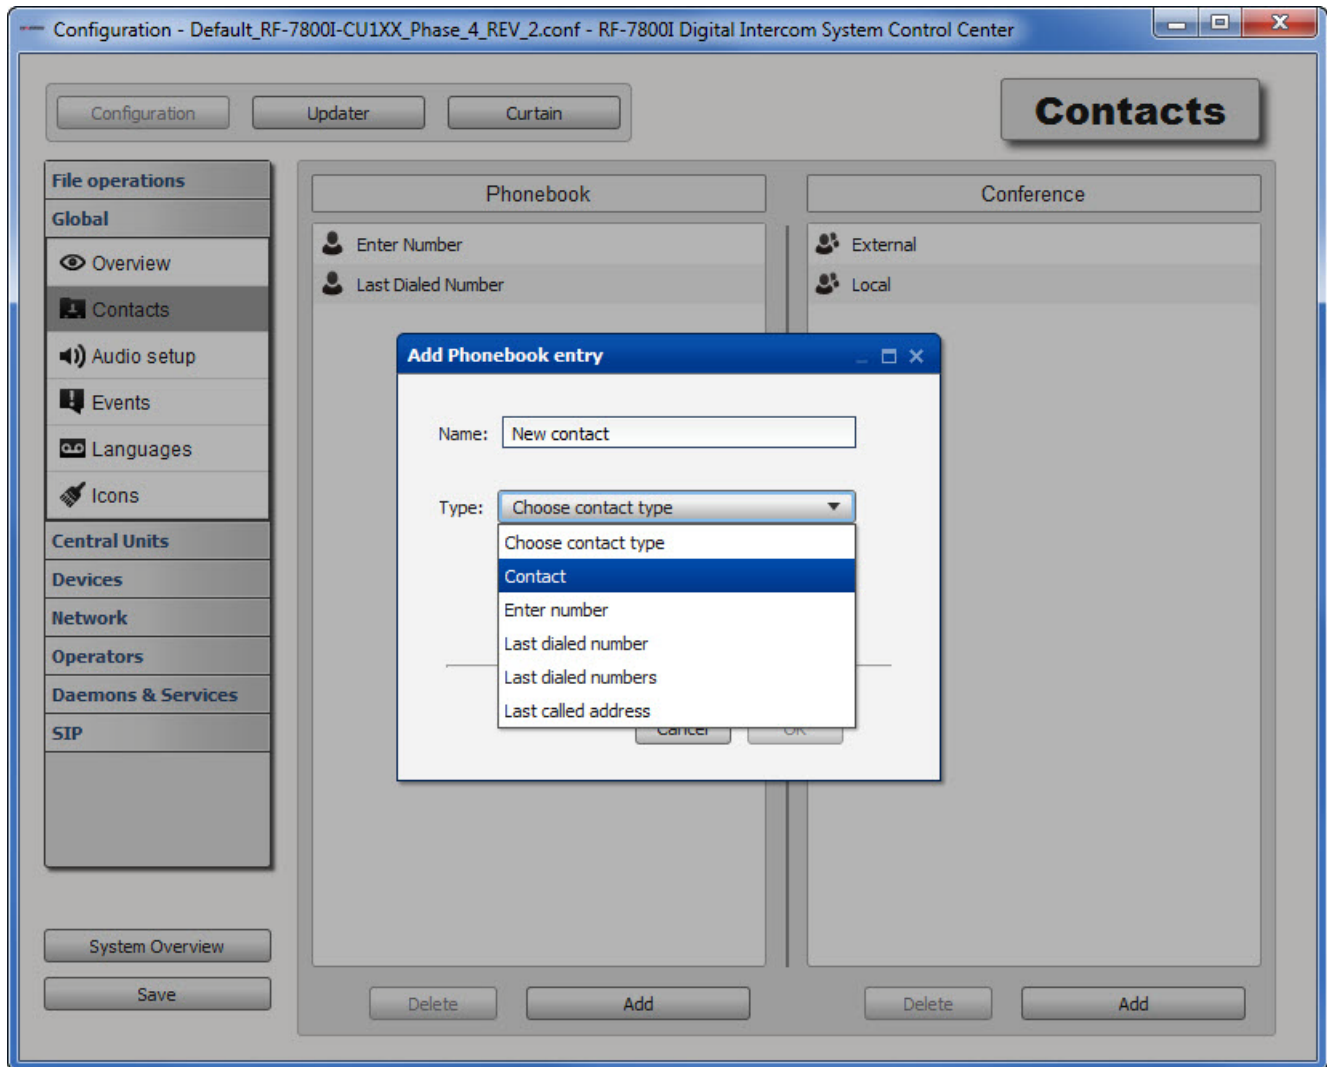 Configuration - Default_RF-7800I-CU1XX_Phase_4_REV_2.conf - RF-7800I Digital Intercom System Control Center
Configuration
Updater
Curtain
Contacts
File operations
Global
Overview
Contacts
Audio setup
Events
Languages
Icons
Central Units
Devices
Network
Operators
Daemons & Services
SIP
System Overview
Save
Phonebook
Enter Number
Last Dialed Number
Conference
External
Local
Add Phonebook entry
Name: New contact
Type: Choose contact type
Choose contact type
Contact
Enter number
Last dialed number
Last dialed numbers
Last called address
Cancel
OK
Delete
Add
Delete
Add